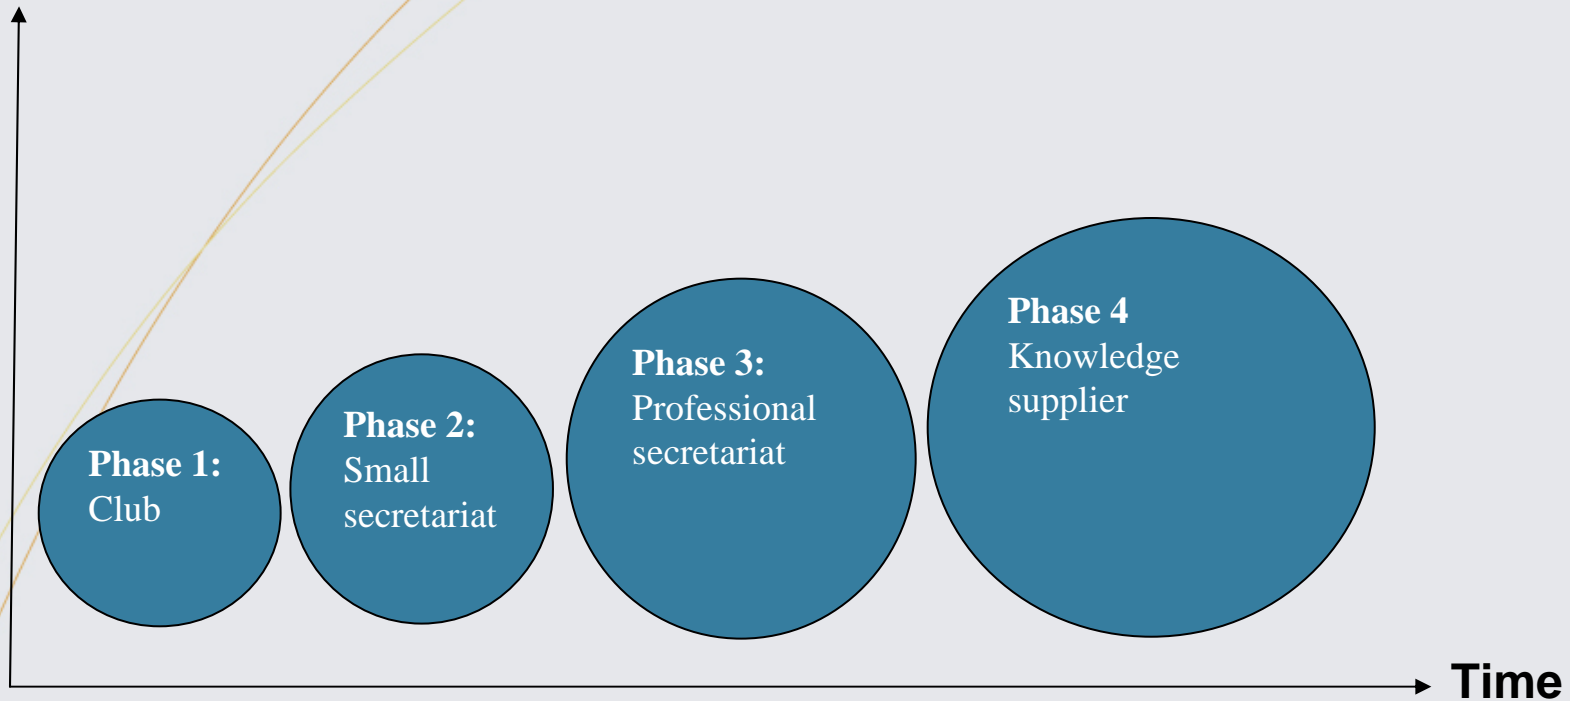 Phase 1:
Club
Phase 2:
Small
secretariat
Phase 3:
Professional
secretariat
Phase 4
Knowledge
supplier
Time